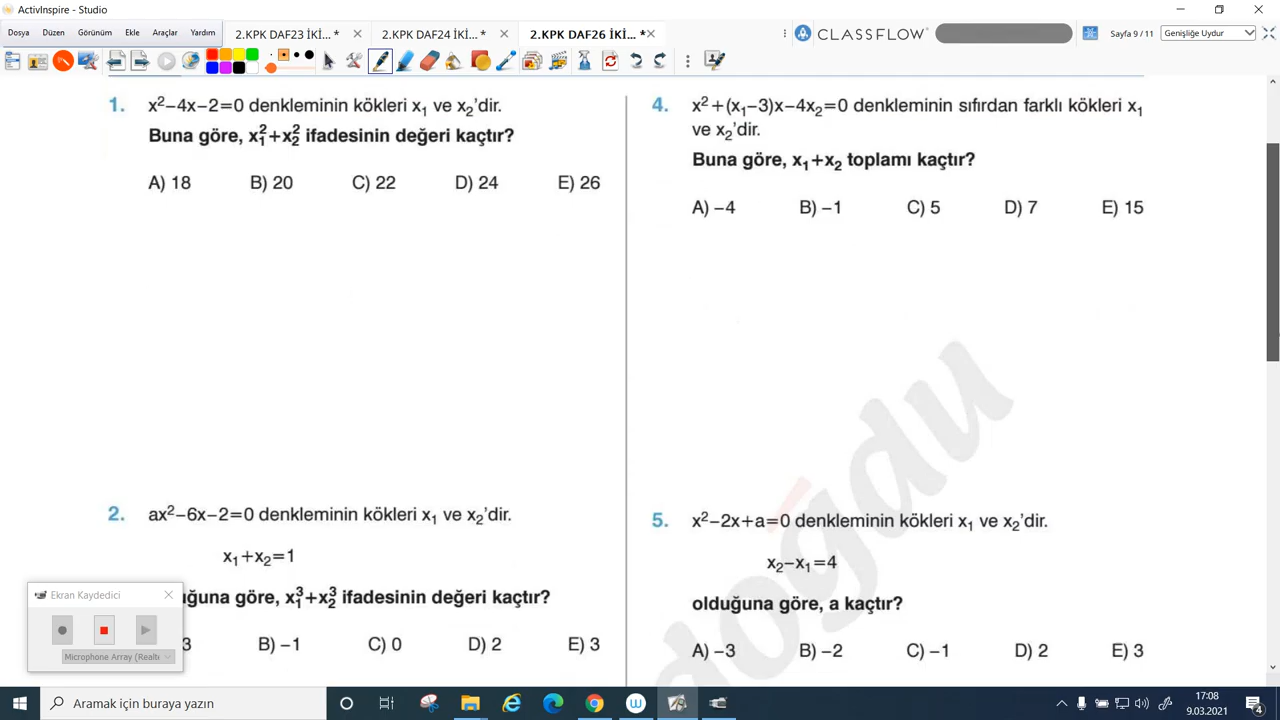 ActivInspire - Studio
Dosya Düzen Görünüm Ekle Araçlar Yardım
2.KPK DAF23 İKİ... * 2.KPK DAF24 İKİ... * 2.KPK DAF26 İKİ... *
CLASSFLOW
Sayfa 9 / 11
Genişliğe Uydur
1. x²−4x−2=0 denkleminin kökleri x₁ ve x₂'dir.
Buna göre, x₁²+x₂² ifadesinin değeri kaçtır?
A) 18 B) 20 C) 22 D) 24 E) 26
2. ax²−6x−2=0 denkleminin kökleri x₁ ve x₂'dir.
x₁+x₂=1
uğuna göre, x₁³+x₂³ ifadesinin değeri kaçtır?
3 B) −1 C) 0 D) 2 E) 3
4. x²+(x₁−3)x−4x₂=0 denkleminin sıfırdan farklı kökleri x₁
ve x₂'dir.
Buna göre, x₁+x₂ toplamı kaçtır?
A) −4 B) −1 C) 5 D) 7 E) 15
5. x²−2x+a=0 denkleminin kökleri x₁ ve x₂'dir.
x₂−x₁=4
olduğuna göre, a kaçtır?
A) −3 B) −2 C) −1 D) 2 E) 3
doğdu
Ekran Kaydedici
Microphone Array (Realte
Aramak için buraya yazın
17:08
9.03.2021
4